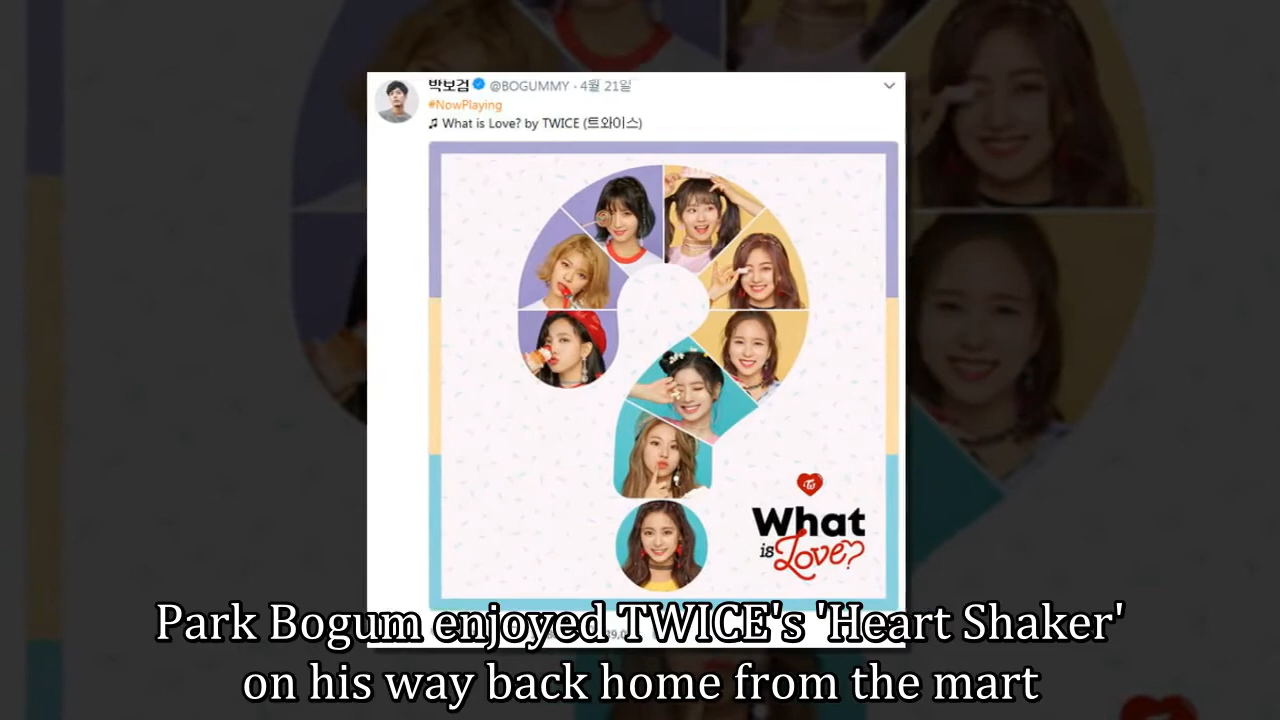 박보검 @BOGUMMY · 4월 21일
#NowPlaying
♬ What is Love? by TWICE (트와이스)
What
is Love?
Park Bogum enjoyed TWICE's 'Heart Shaker'
on his way back home from the mart